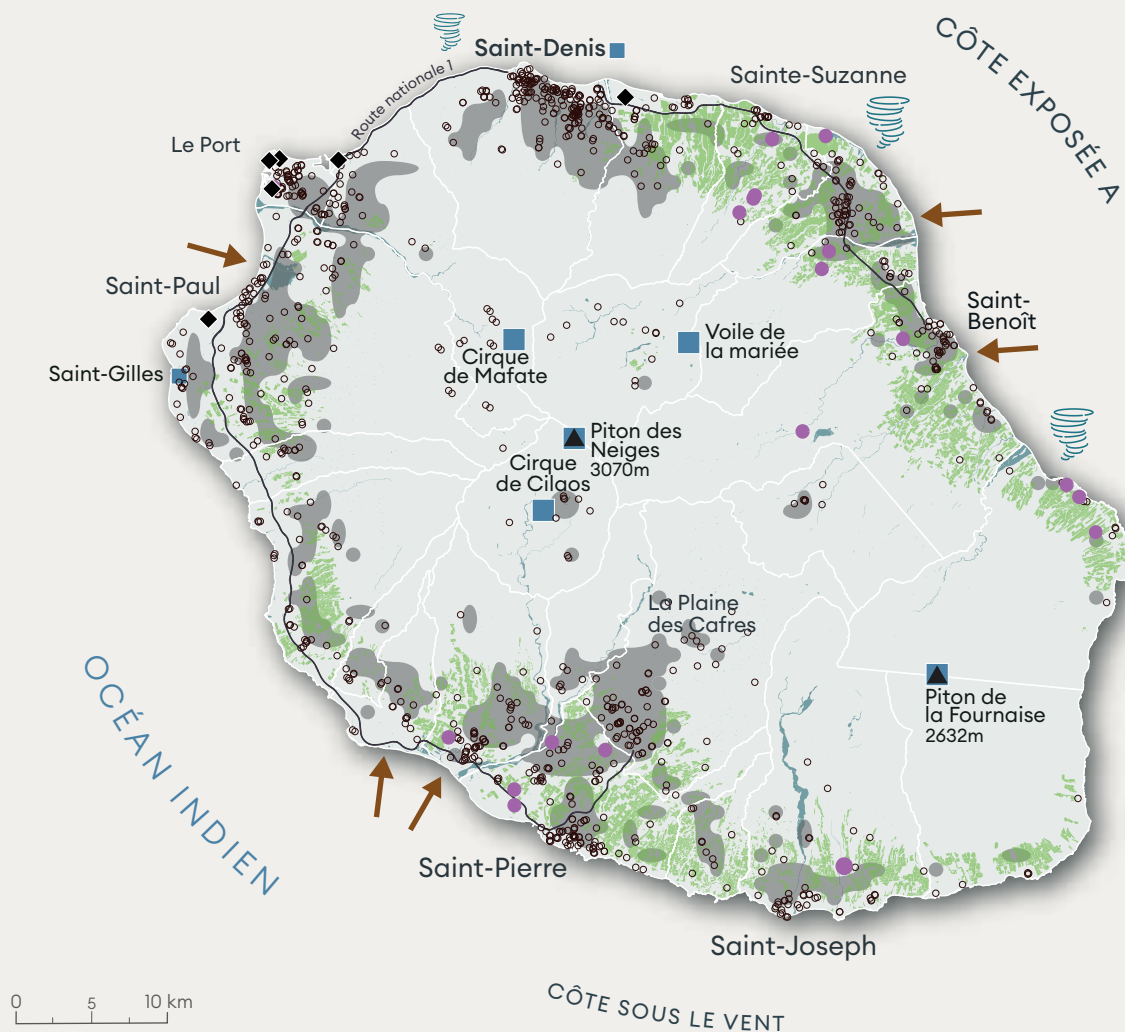 Saint-Denis
CÔTE EXPOSÉE A
Sainte-Suzanne
Route nationale 1
Le Port
Saint-Paul
Saint-
Benoît
Voile de
la mariée
Cirque
de Mafate
Saint-Gilles
Piton des
Neiges
3070m
Cirque
de Cilaos
La Plaine
des Cafres
OCÉAN INDIEN
Piton de
la Fournaise
2632m
Saint-Pierre
Saint-Joseph
0 5 10 km
CÔTE SOUS LE VENT